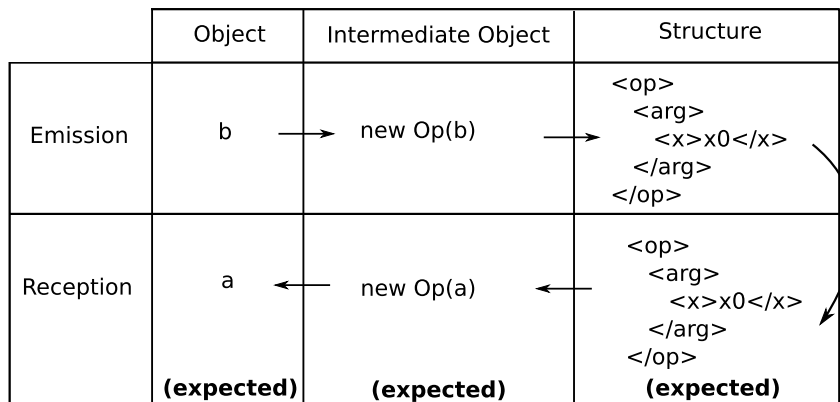 Object
Intermediate Object
Structure
Emission
b
new Op(b)
<op>
<arg>
<x>x0</x>
</arg>
</op>
Reception
a
new Op(a)
<op>
<arg>
<x>x0</x>
</arg>
</op>
(expected)
(expected)
(expected)